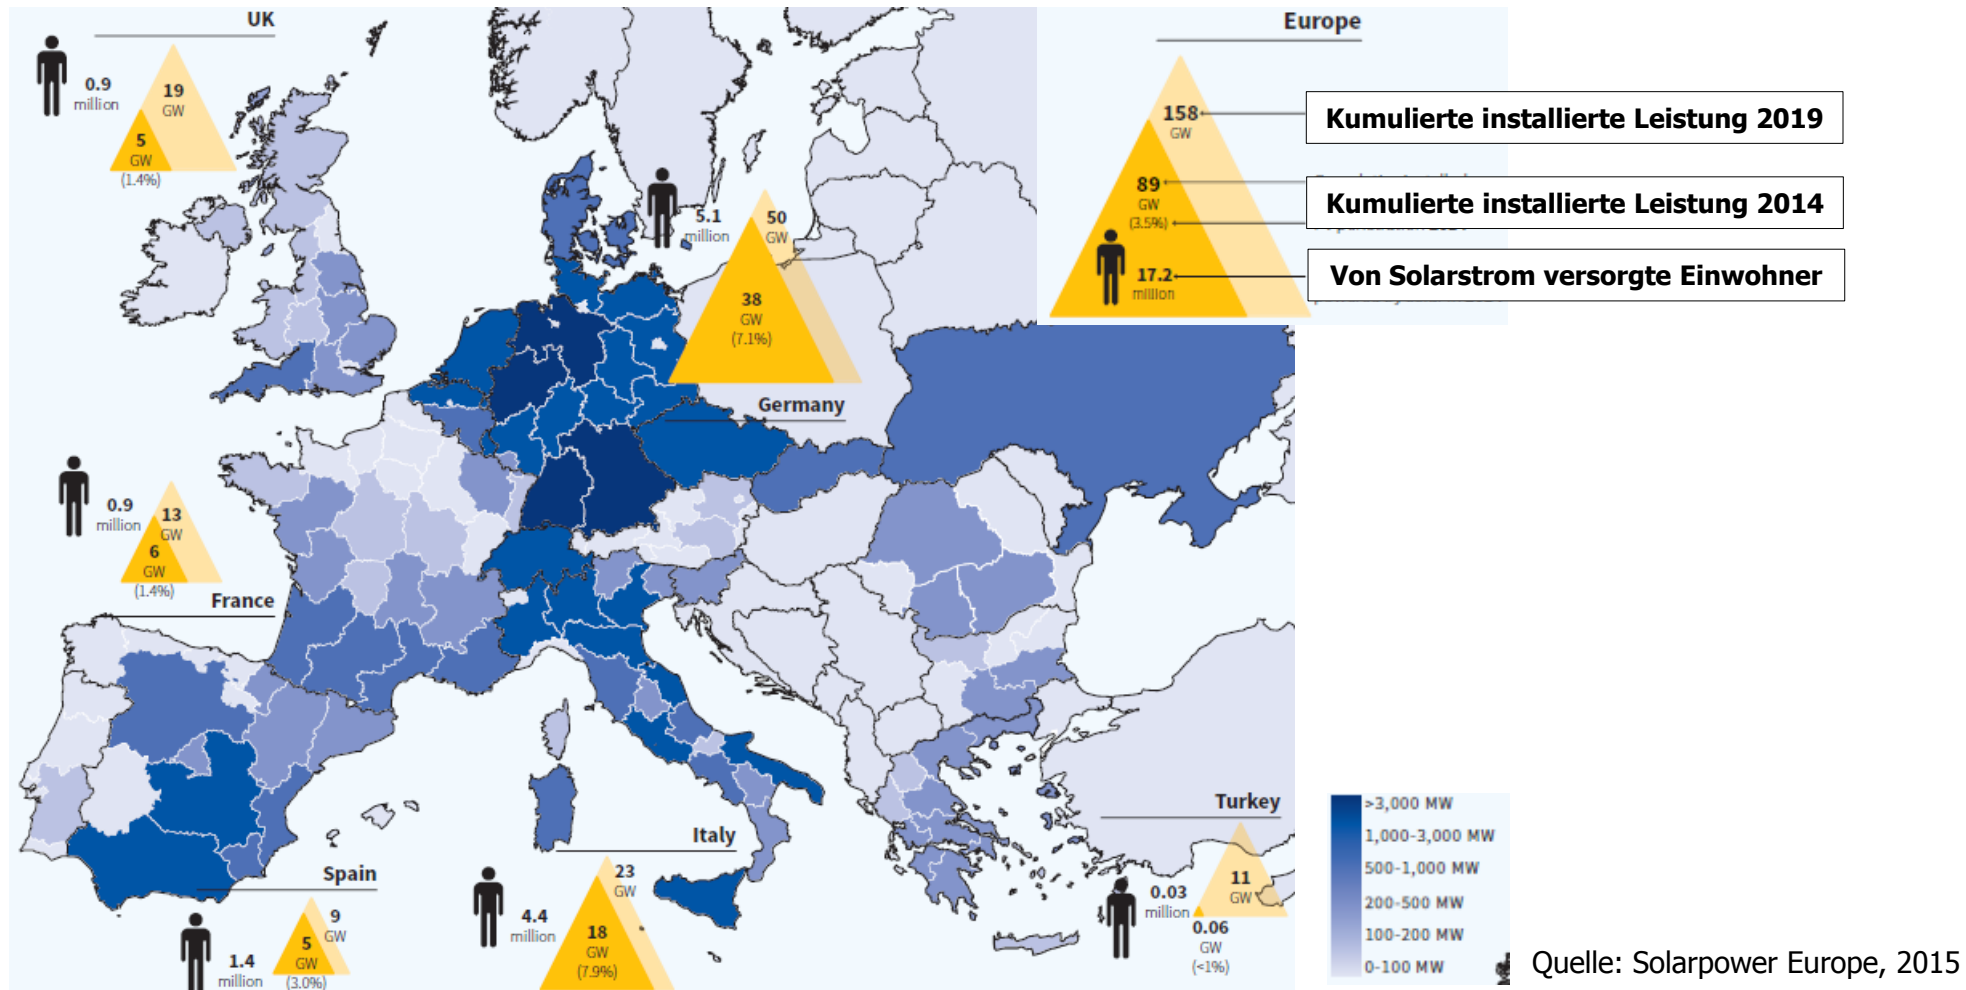 UK
0.9
million
19
GW
5
GW
(1.4%)
Europe
158
GW
Kumulierte installierte Leistung 2019
89
GW
(3.5%)
Kumulierte installierte Leistung 2014
17.2
million
Von Solarstrom versorgte Einwohner
5.1
million
50
GW
38
GW
(7.1%)
Germany
0.9
million
13
GW
6
GW
(1.4%)
France
Spain
1.4
million
9
GW
5
GW
(3.0%)
Italy
4.4
million
23
GW
18
GW
(7.9%)
Turkey
0.03
million
11
GW
0.06
GW
(<1%)
>3,000 MW
1,000-3,000 MW
500-1,000 MW
200-500 MW
100-200 MW
0-100 MW
Quelle: Solarpower Europe, 2015